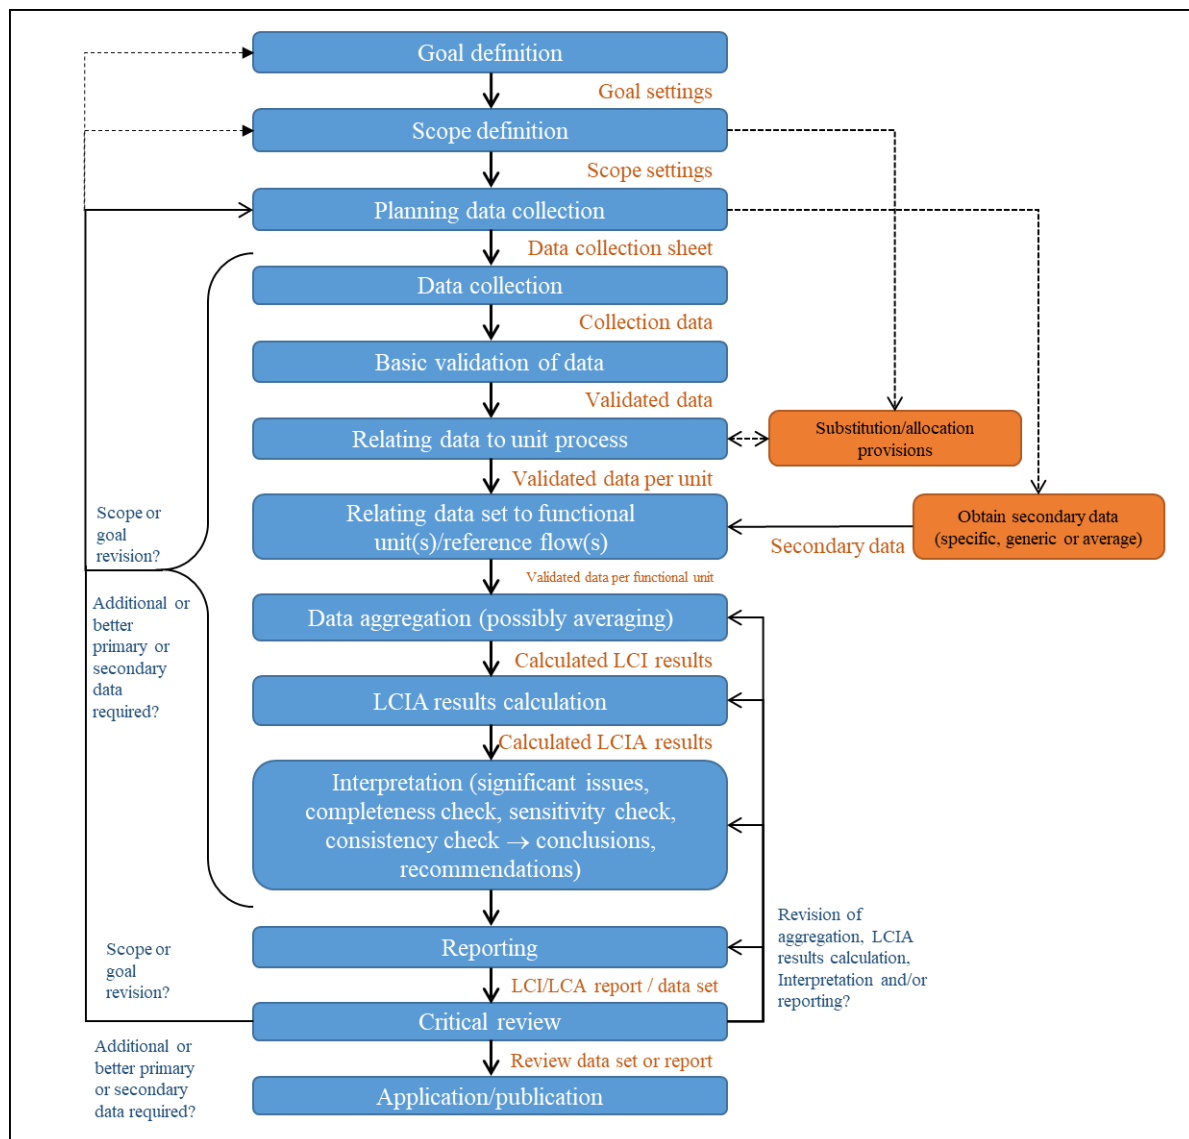 Goal definition
Goal settings
Scope definition
Scope settings
Planning data collection
Data collection sheet
Data collection
Collection data
Basic validation of data
Validated data
Relating data to unit process
Substitution/allocation
provisions
Validated data per unit
Relating data set to functional
unit(s)/reference flow(s)
Obtain secondary data
(specific, generic or average)
Secondary data
Scope or
goal
revision?
Validated data per functional unit
Additional or
better
primary or
secondary
data
required?
Data aggregation (possibly averaging)
Calculated LCI results
LCIA results calculation
Calculated LCIA results
Interpretation (significant issues,
completeness check, sensitivity check,
consistency check → conclusions,
recommendations)
Revision of
aggregation, LCIA
results calculation,
Interpretation and/or
reporting?
Reporting
Scope or
goal
revision?
LCI/LCA report / data set
Critical review
Additional or
better primary
or secondary
data required?
Review data set or report
Application/publication